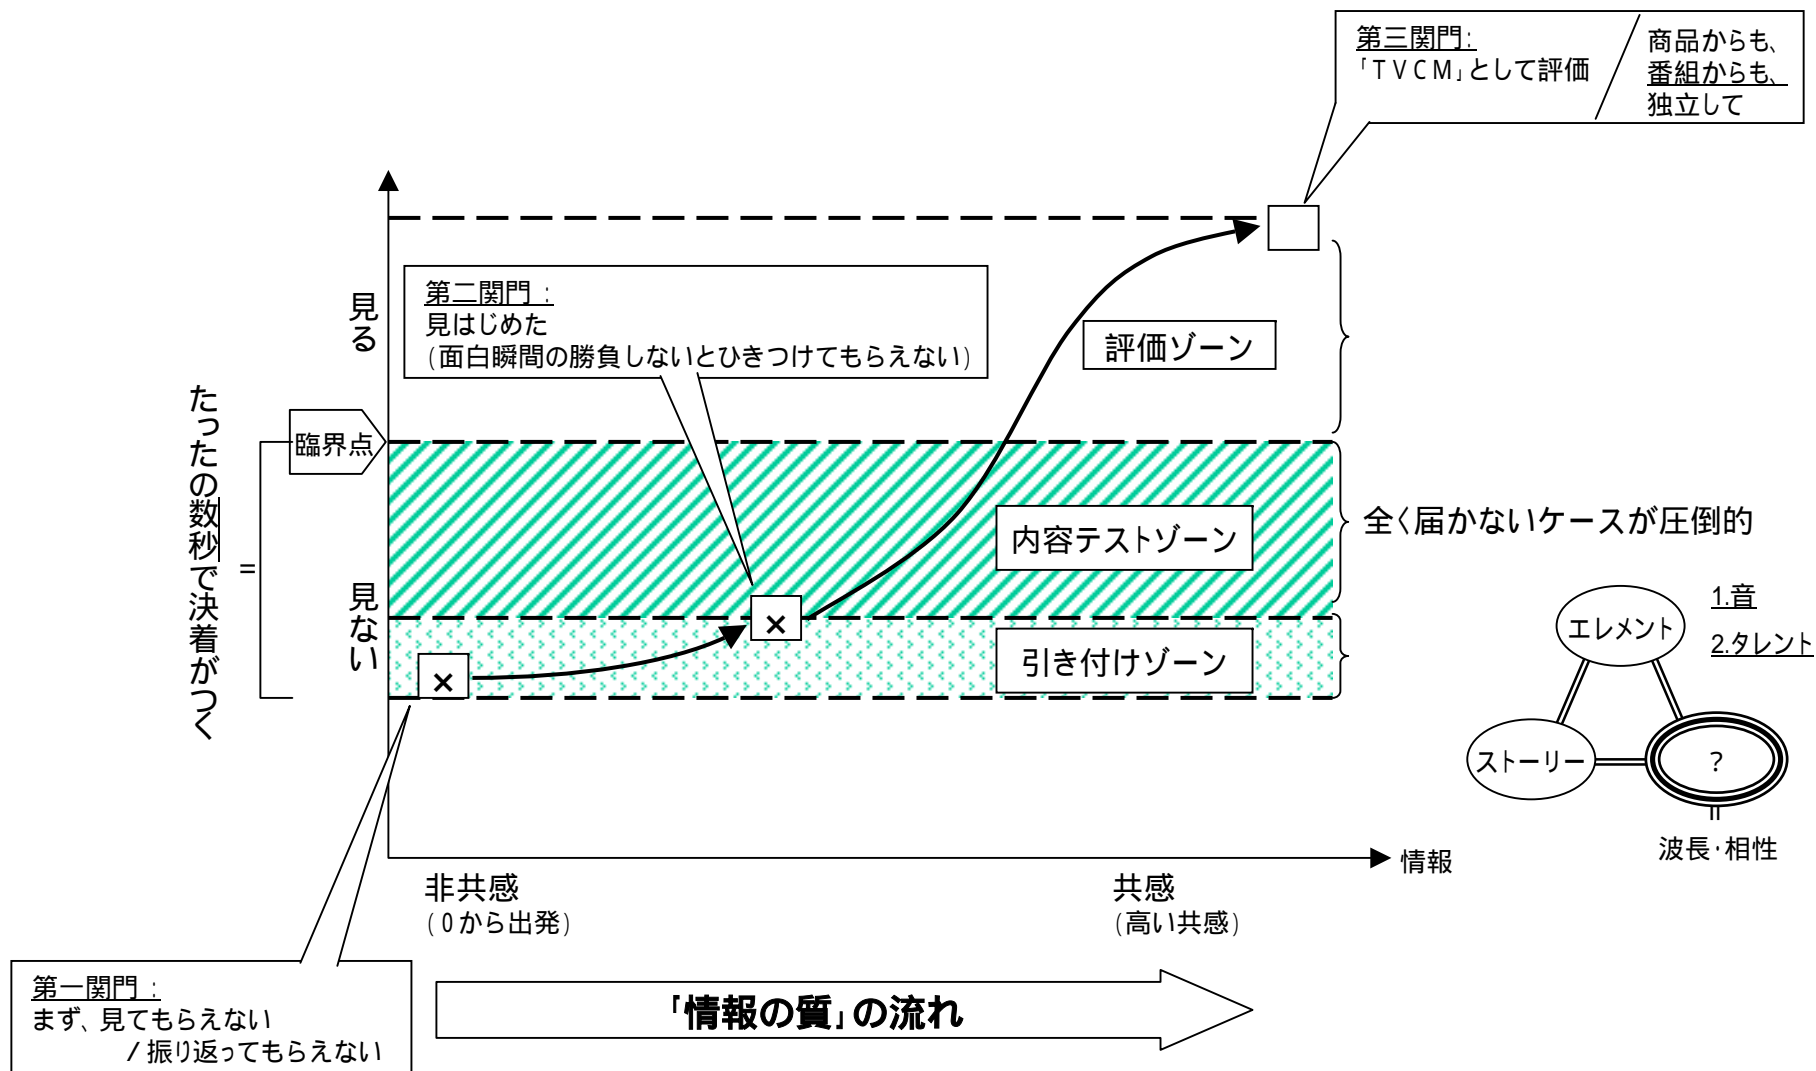 第三関門:
「TVCM」として評価
商品からも、
番組からも、
独立して
見る
第二関門:
見はじめた
(面白瞬間の勝負しないとひきつけてもらえない)
評価ゾーン
たったの数秒で決着がつく
=
臨界点
内容テストゾーン
全く届かないケースが圧倒的
見ない
×
×
引き付けゾーン
エレメント
1.音
2.タレント
ストーリー
?
波長・相性
情報
非共感
(0から出発)
共感
(高い共感)
第一関門:
まず、見てもらえない
/振り返ってもらえない
「情報の質」の流れ